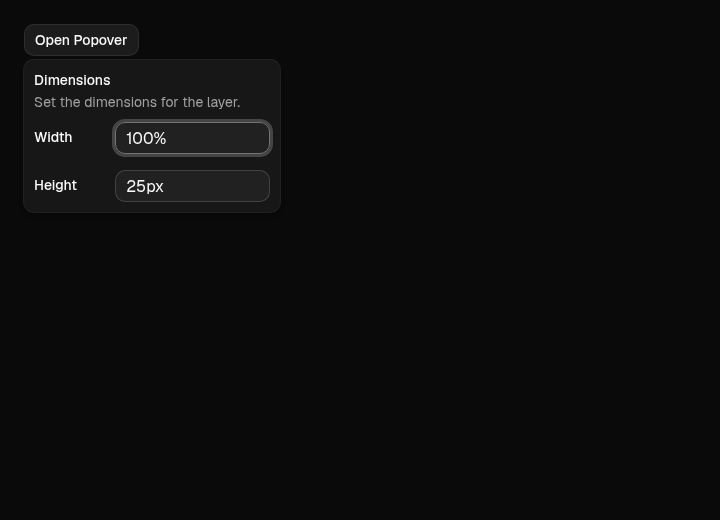 Open Popover
Dimensions
Set the dimensions for the layer.
Width 100%
Height 25px